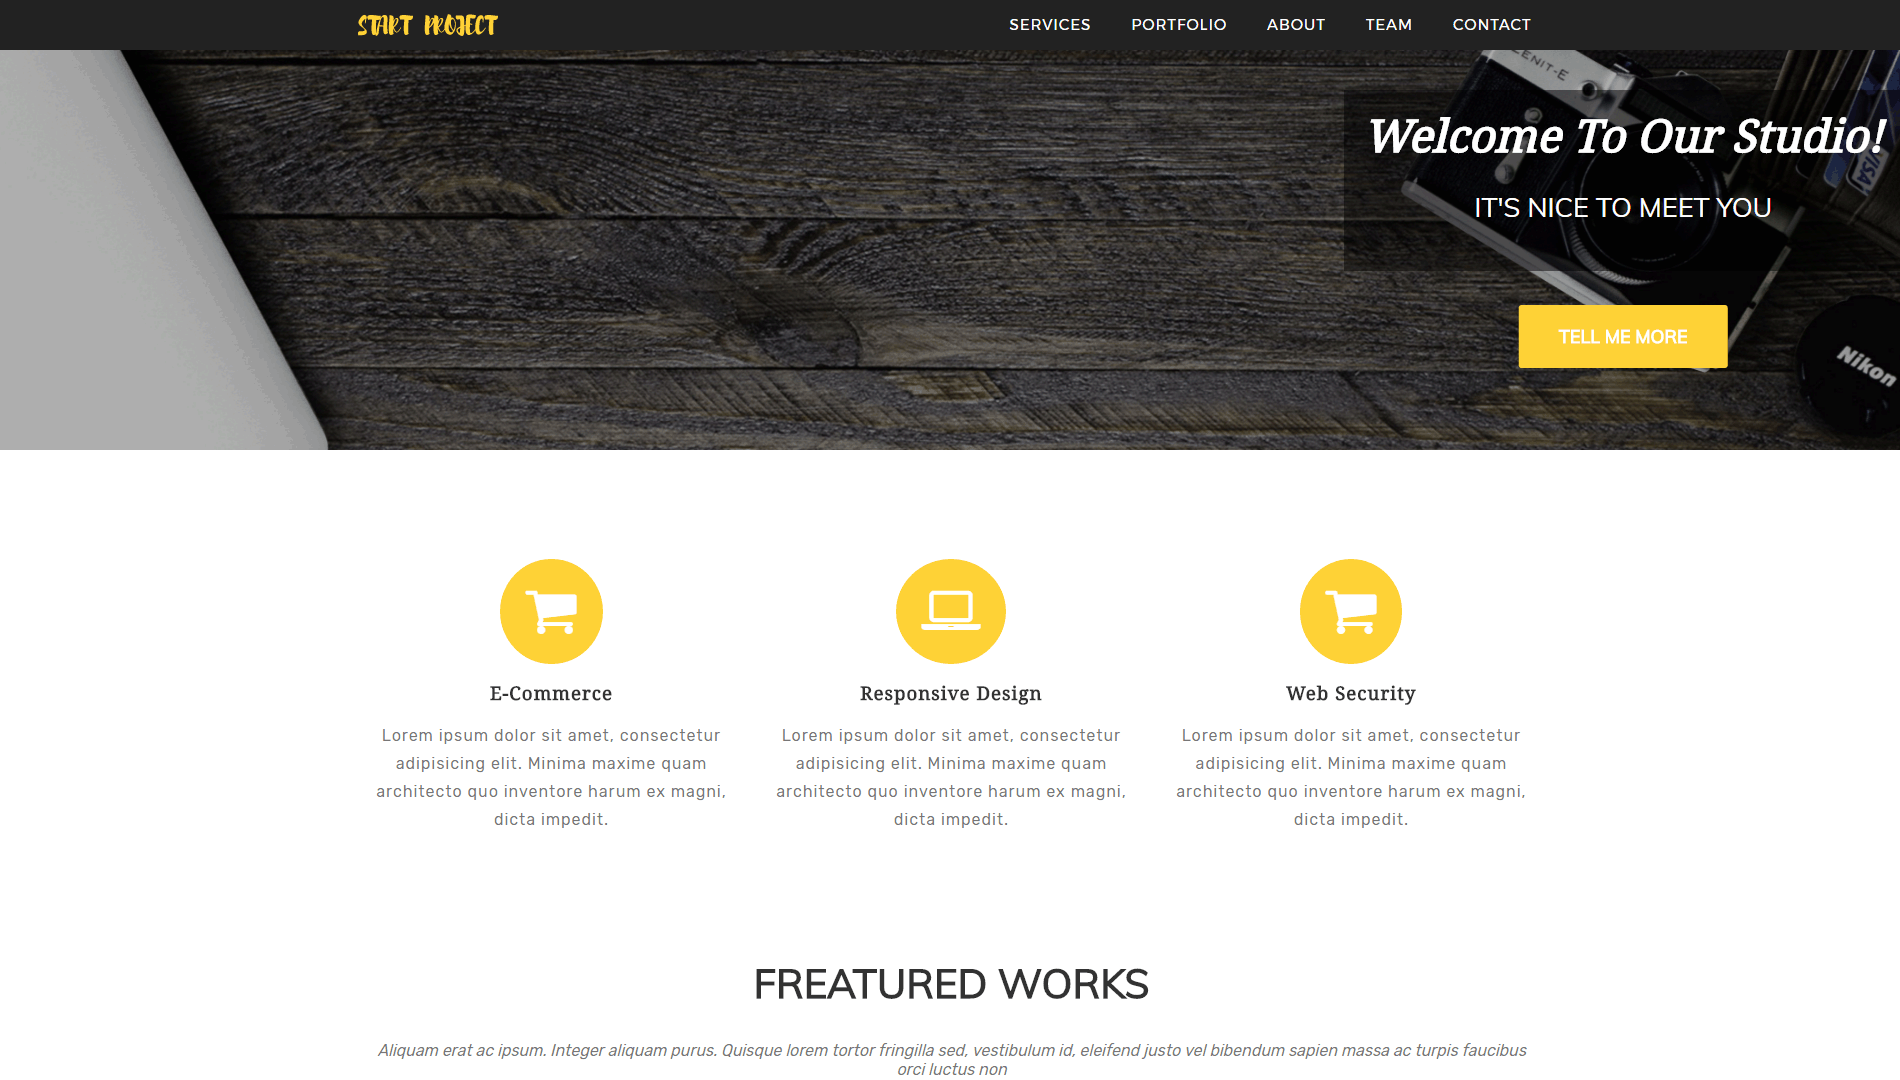 START PROJECT
SERVICES PORTFOLIO ABOUT TEAM CONTACT
ZENIT-E
Welcome To Our Studio!
VISA
IT'S NICE TO MEET YOU
TELL ME MORE
Nikon
E-Commerce
Lorem ipsum dolor sit amet, consectetur
adipisicing elit. Minima maxime quam
architecto quo inventore harum ex magni,
dicta impedit.
Responsive Design
Lorem ipsum dolor sit amet, consectetur
adipisicing elit. Minima maxime quam
architecto quo inventore harum ex magni,
dicta impedit.
Web Security
Lorem ipsum dolor sit amet, consectetur
adipisicing elit. Minima maxime quam
architecto quo inventore harum ex magni,
dicta impedit.
FREATURED WORKS
Aliquam erat ac ipsum. Integer aliquam purus. Quisque lorem tortor fringilla sed, vestibulum id, eleifend justo vel bibendum sapien massa ac turpis faucibus
orci luctus non